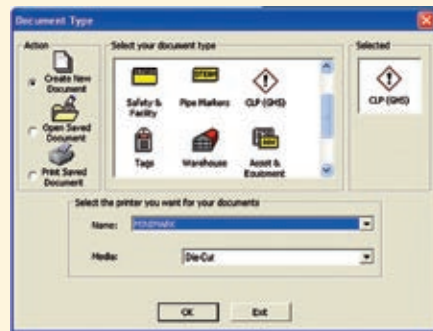 Document Type
Action
Create New
Document
Open Saved
Document
Print Saved
Document
Select your document type
Safety &
Facility
Pipe Markers
CLP (GHS)
Tags
Warehouse
Asset &
Equipment
Selected
CLP (GHS)
Select the printer you want for your documents
Name:
MINIMARK
Media:
Die-Cut
OK
Exit